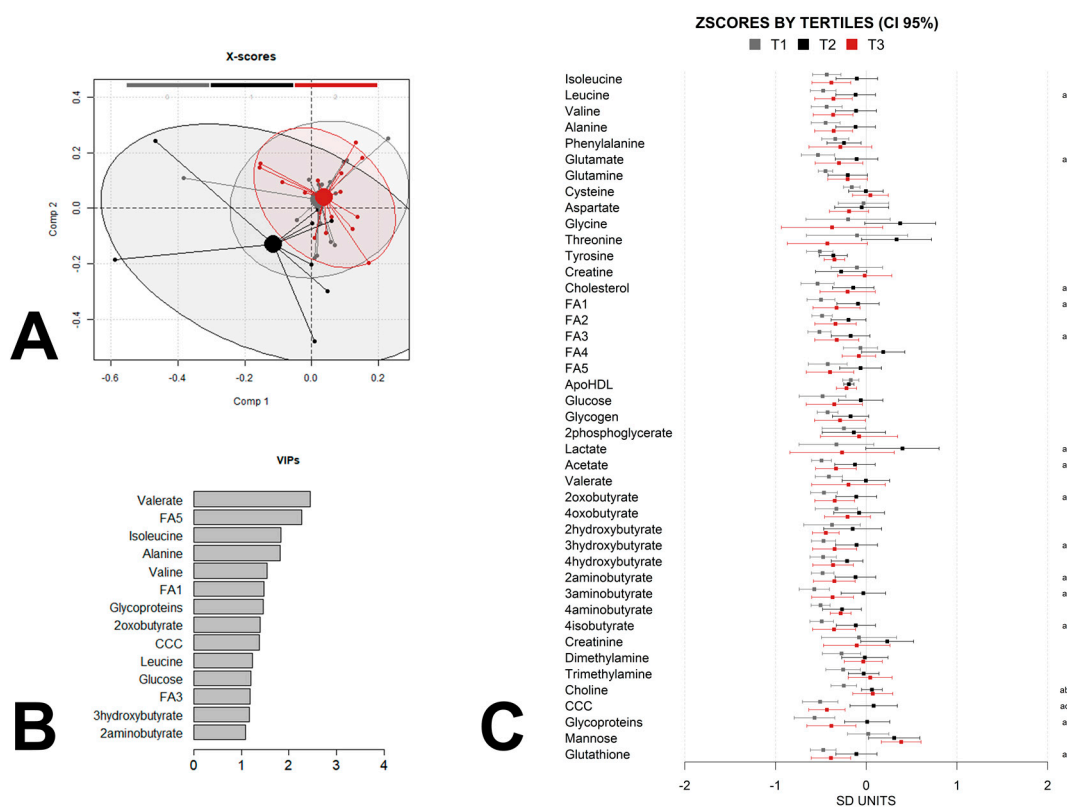 X-scores
0 1 2
0.4
0.2
0.0
-0.2
-0.4
Comp 2
-0.6 -0.4 -0.2 0.0 0.2
Comp 1
A
VIPs
Valerate
FA5
Isoleucine
Alanine
Valine
FA1
Glycoproteins
2oxobutyrate
CCC
Leucine
Glucose
FA3
3hydroxybutyrate
2aminobutyrate
0 1 2 3 4
B
ZSCORES BY TERTILES (CI 95%)
T1 T2 T3
Isoleucine
Leucine a
Valine
Alanine
Phenylalanine
Glutamate a
Glutamine
Cysteine
Aspartate
Glycine
Threonine
Tyrosine
Creatine
Cholesterol a
FA1 a
FA2
FA3 a
FA4
FA5
ApoHDL
Glucose
Glycogen
2phosphoglycerate
Lactate a
Acetate a
Valerate
2oxobutyrate a
4oxobutyrate
2hydroxybutyrate
3hydroxybutyrate a
4hydroxybutyrate
2aminobutyrate a
3aminobutyrate a
4aminobutyrate
4isobutyrate a
Creatinine
Dimethylamine
Trimethylamine
Choline ab
CCC
Glycoproteins a
Mannose
Glutathione a
-2 -1 0 1 2
SD UNITS
C